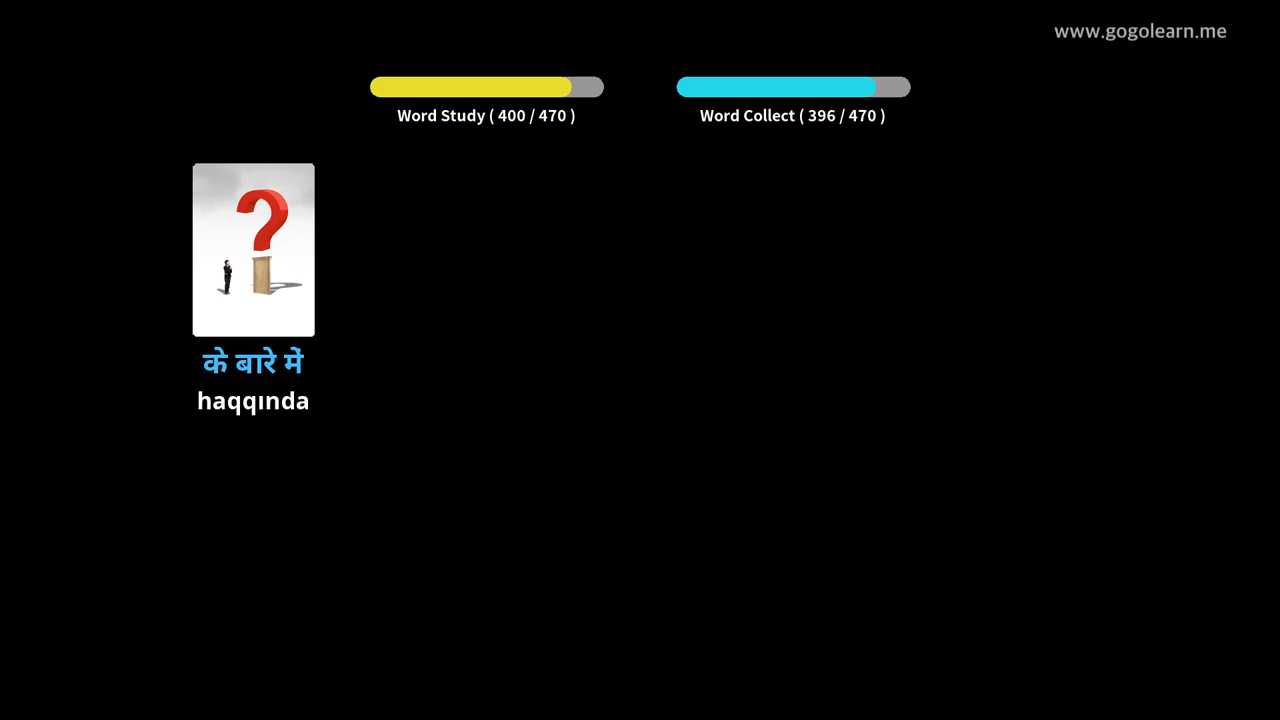 www.gogolearn.me
Word Study ( 400 / 470 )
Word Collect ( 396 / 470 )
के बारे में
haqqında